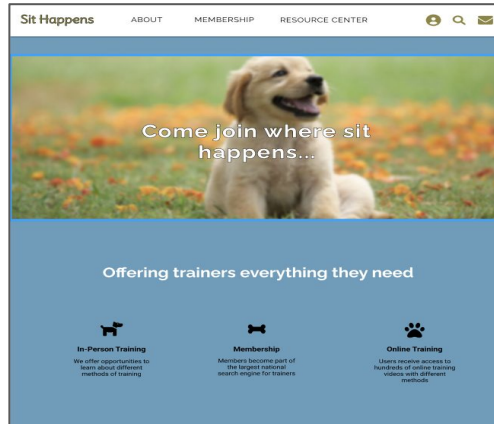 Sit Happens
ABOUT
MEMBERSHIP
RESOURCE CENTER
Come join where sit
happens...
Offering trainers everything they need
In-Person Training
We offer opportunities to
learn about different
methods of training
Membership
Members become part of
the largest national
search engine for trainers
Online Training
Users receive access to
hundreds of online training
videos with different
methods